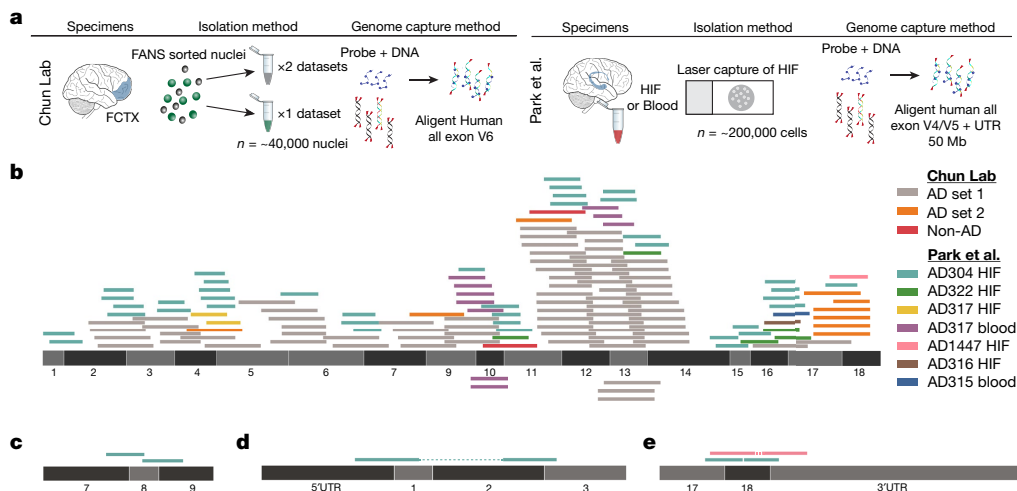 a
Specimens Isolation method Genome capture method
Chun Lab
FCTX
FANS sorted nuclei
×2 datasets
×1 dataset
n = ~40,000 nuclei
Probe + DNA
Aligent Human
all exon V6
Specimens Isolation method Genome capture method
Park et al.
HIF
or Blood
Laser capture of HIF
n = ~200,000 cells
Probe + DNA
Aligent human all
exon V4/V5 + UTR
50 Mb
b
1 2 3 4 5 6 7 8 9 10 11 12 13 14 15 16 17 18
Chun Lab
AD set 1
AD set 2
Non-AD
Park et al.
AD304 HIF
AD322 HIF
AD317 HIF
AD317 blood
AD1447 HIF
AD316 HIF
AD315 blood
c
7 8 9
d
5′UTR 1 2 3
e
17 18 3′UTR